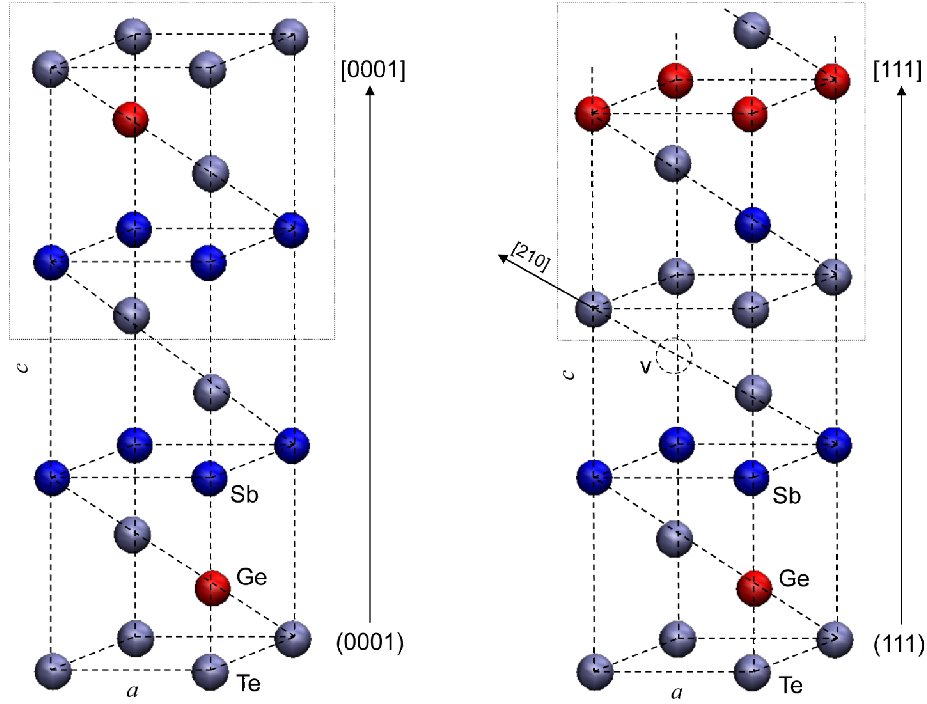 [0001]
c
Sb
Ge
(0001)
Te
a
[111]
[210]
v
c
Sb
Ge
(111)
Te
a